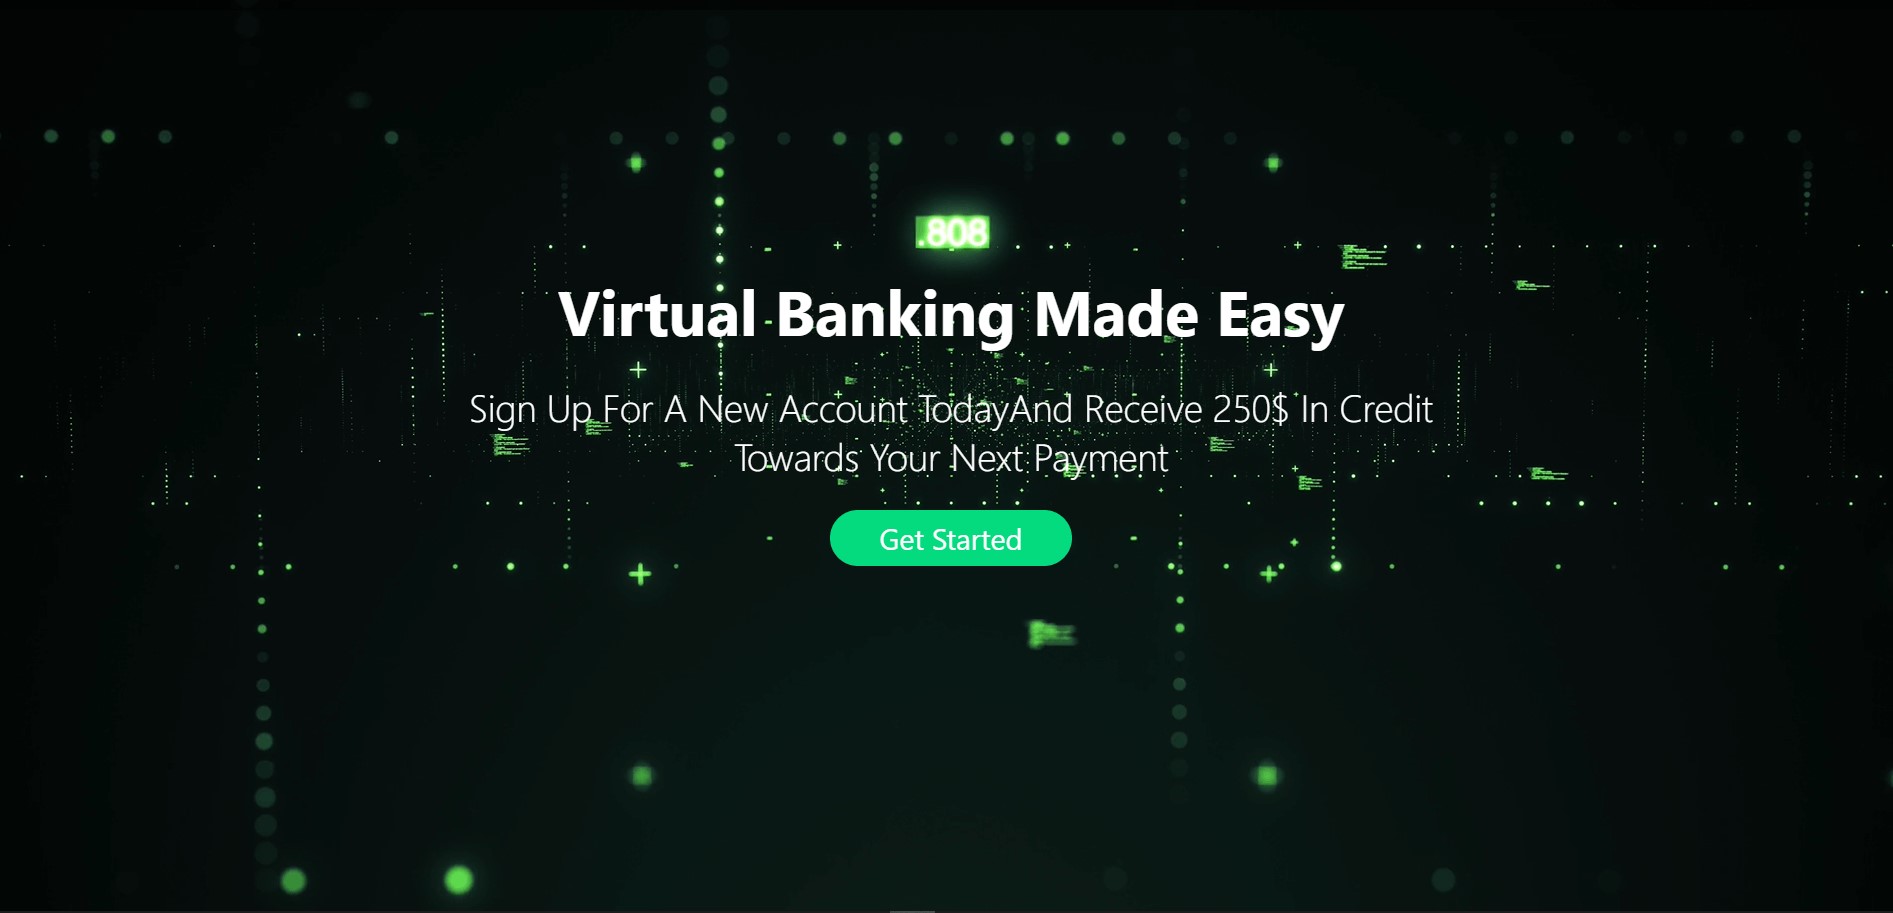 .808
Virtual Banking Made Easy
Sign Up For A New Account TodayAnd Receive 250$ In Credit
Towards Your Next Payment
Get Started